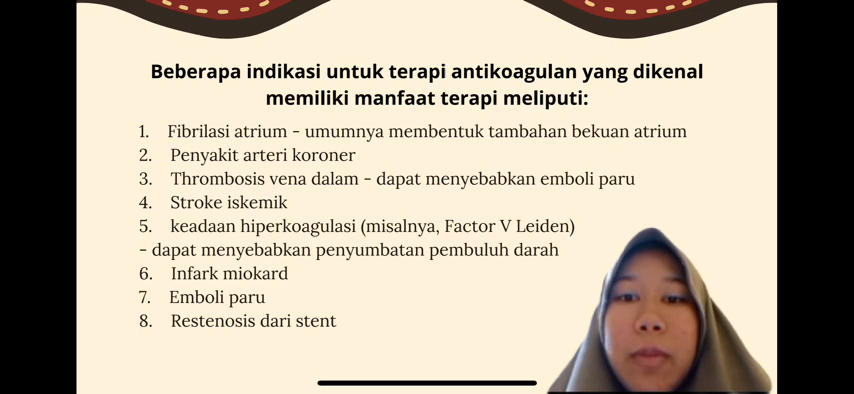 Beberapa indikasi untuk terapi antikoagulan yang dikenal
memiliki manfaat terapi meliputi:
1. Fibrilasi atrium - umumnya membentuk tambahan bekuan atrium
2. Penyakit arteri koroner
3. Thrombosis vena dalam - dapat menyebabkan emboli paru
4. Stroke iskemik
5. keadaan hiperkoagulasi (misalnya, Factor V Leiden)
- dapat menyebabkan penyumbatan pembuluh darah
6. Infark miokard
7. Emboli paru
8. Restenosis dari stent